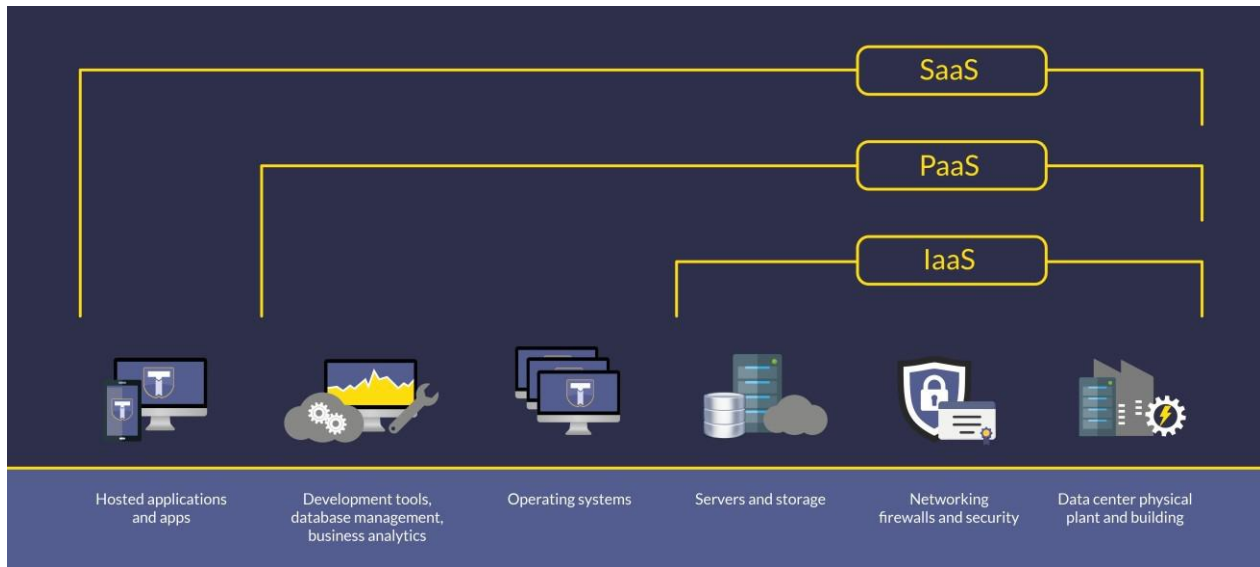 SaaS
PaaS
IaaS
Hosted applications
and apps
Development tools,
database management,
business analytics
Operating systems
Servers and storage
Networking
firewalls and security
Data center physical
plant and building